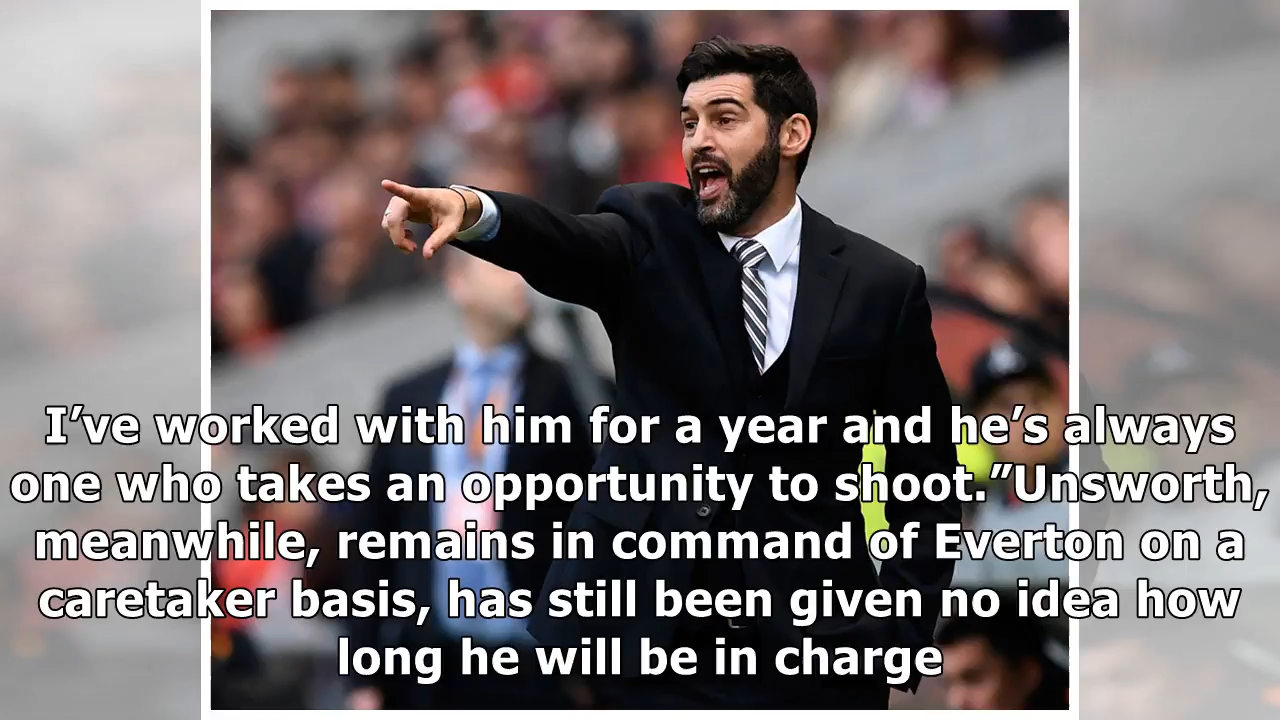 I’ve worked with him for a year and he’s always
one who takes an opportunity to shoot.”Unsworth,
meanwhile, remains in command of Everton on a
caretaker basis, has still been given no idea how
long he will be in charge